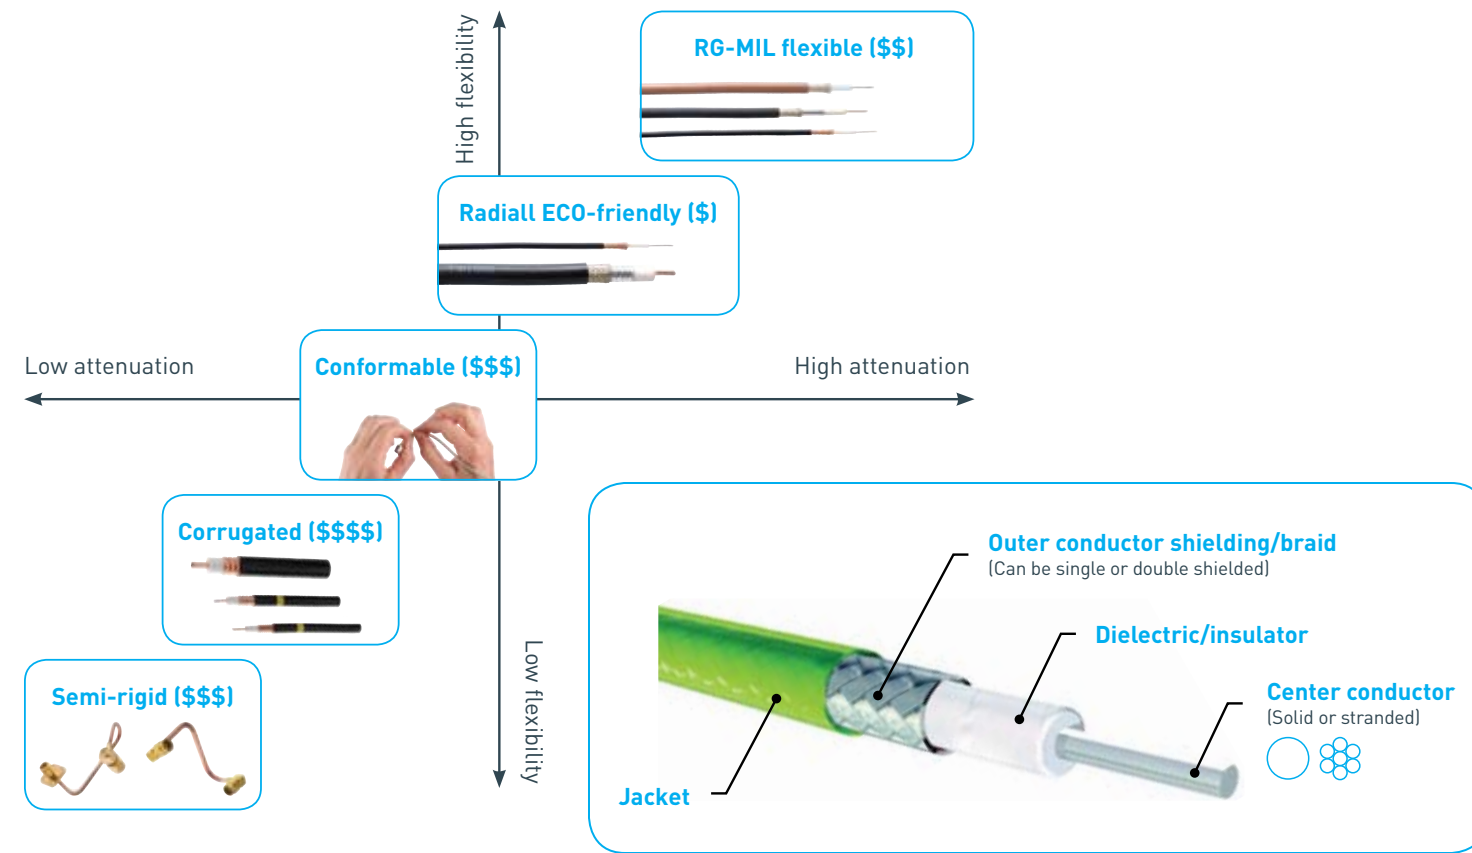 High flexibility
RG-MIL flexible ($$)
Radiall ECO-friendly ($)
Low attenuation
Conformable ($$$)
High attenuation
Corrugated ($$$$)
Semi-rigid ($$$)
Low flexibility
Outer conductor shielding/braid
(Can be single or double shielded)
Dielectric/insulator
Center conductor
(Solid or stranded)
Jacket